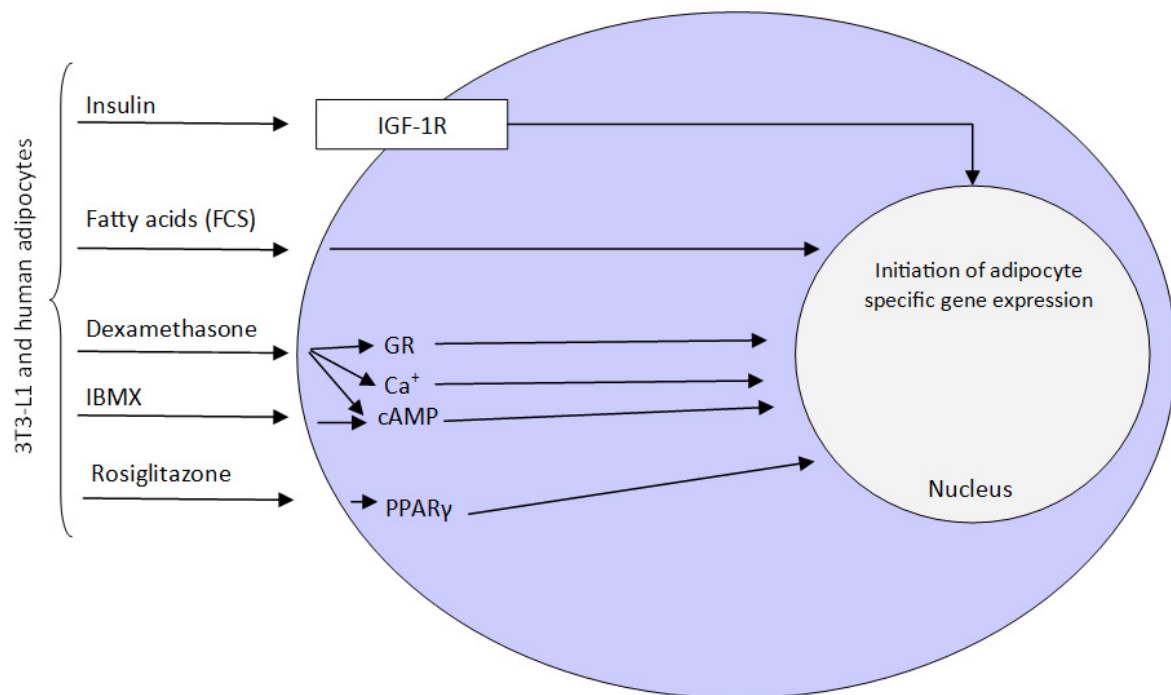 3T3-L1 and human adipocytes
Insulin
IGF-1R
Fatty acids (FCS)
Initiation of adipocyte
specific gene expression
Dexamethasone
GR
Ca⁺
IBMX
cAMP
Rosiglitazone
PPARγ
Nucleus